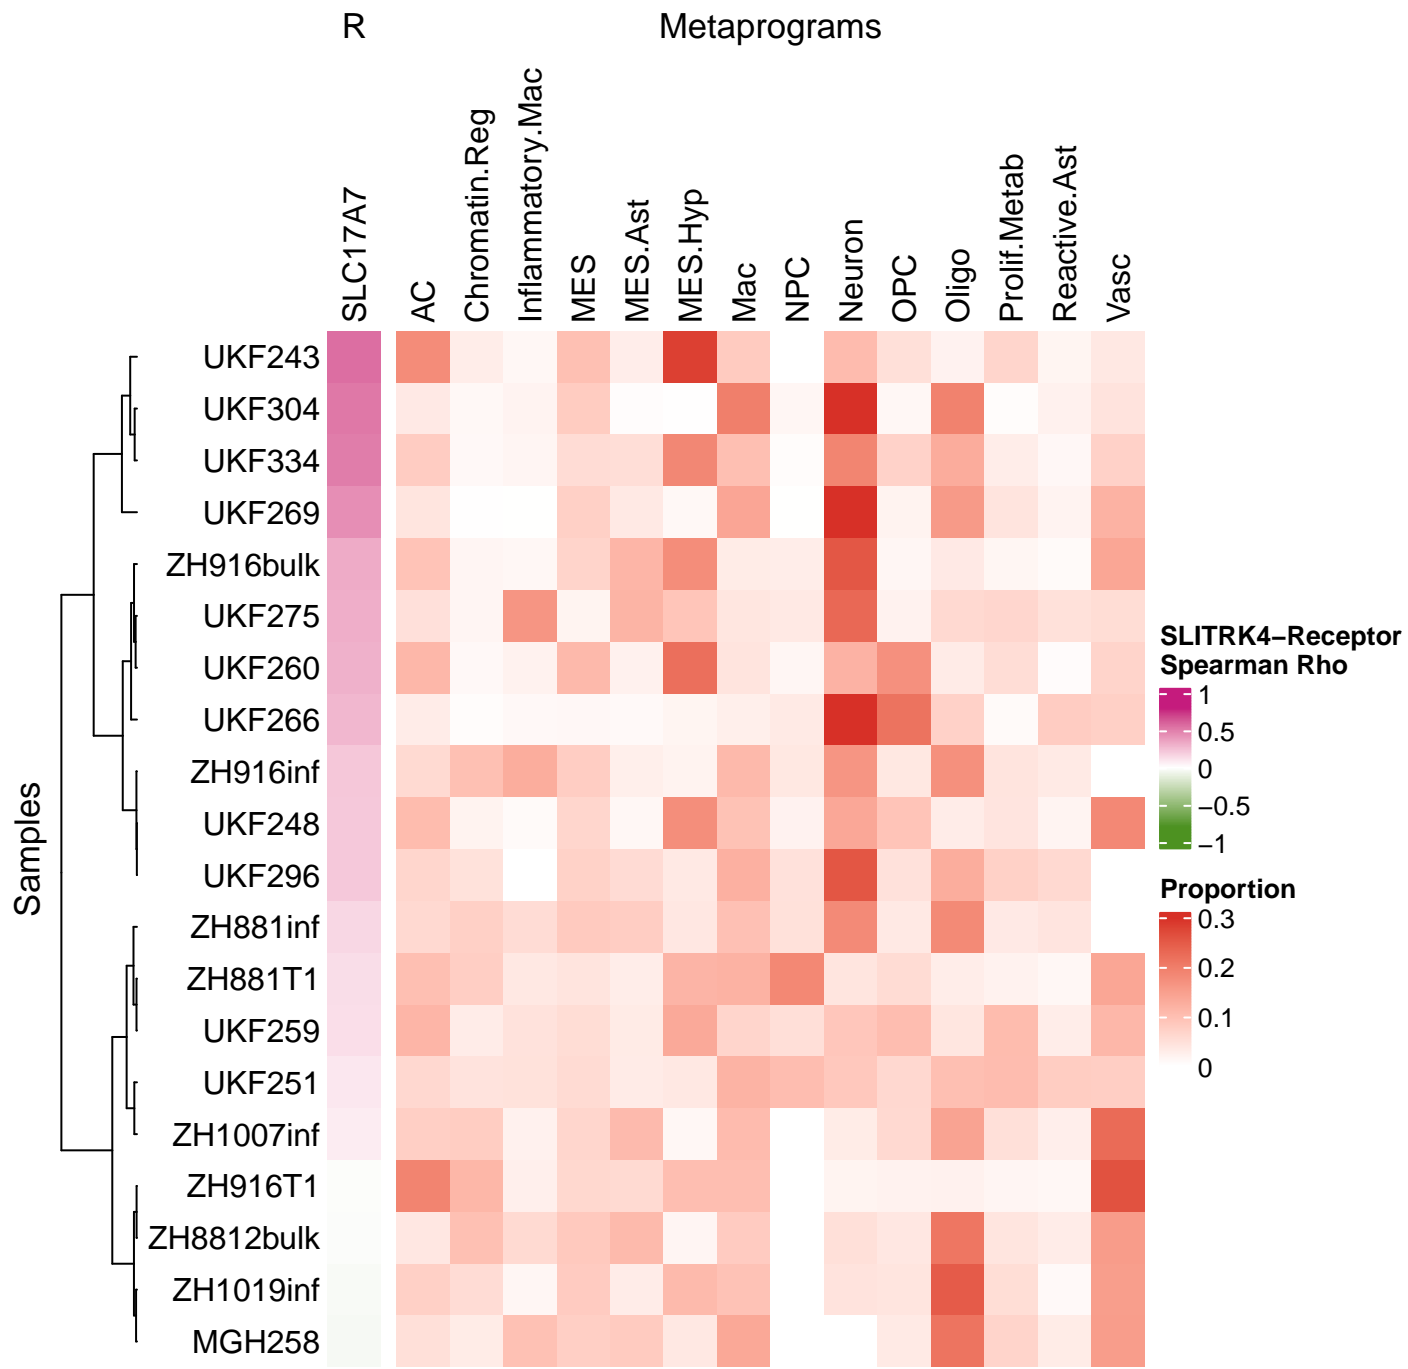 R
Metaprograms
SLC17A7
AC
Chromatin.Reg
Inflammatory.Mac
MES
MES.Ast
MES.Hyp
Mac
NPC
Neuron
OPC
Oligo
Prolif.Metab
Reactive.Ast
Vasc
Samples
UKF243
UKF304
UKF334
UKF269
ZH916bulk
UKF275
UKF260
UKF266
ZH916inf
UKF248
UKF296
ZH881inf
ZH881T1
UKF259
UKF251
ZH1007inf
ZH916T1
ZH8812bulk
ZH1019inf
MGH258
SLITRK4−Receptor
Spearman Rho
1
0.5
0
−0.5
−1
Proportion
0.3
0.2
0.1
0